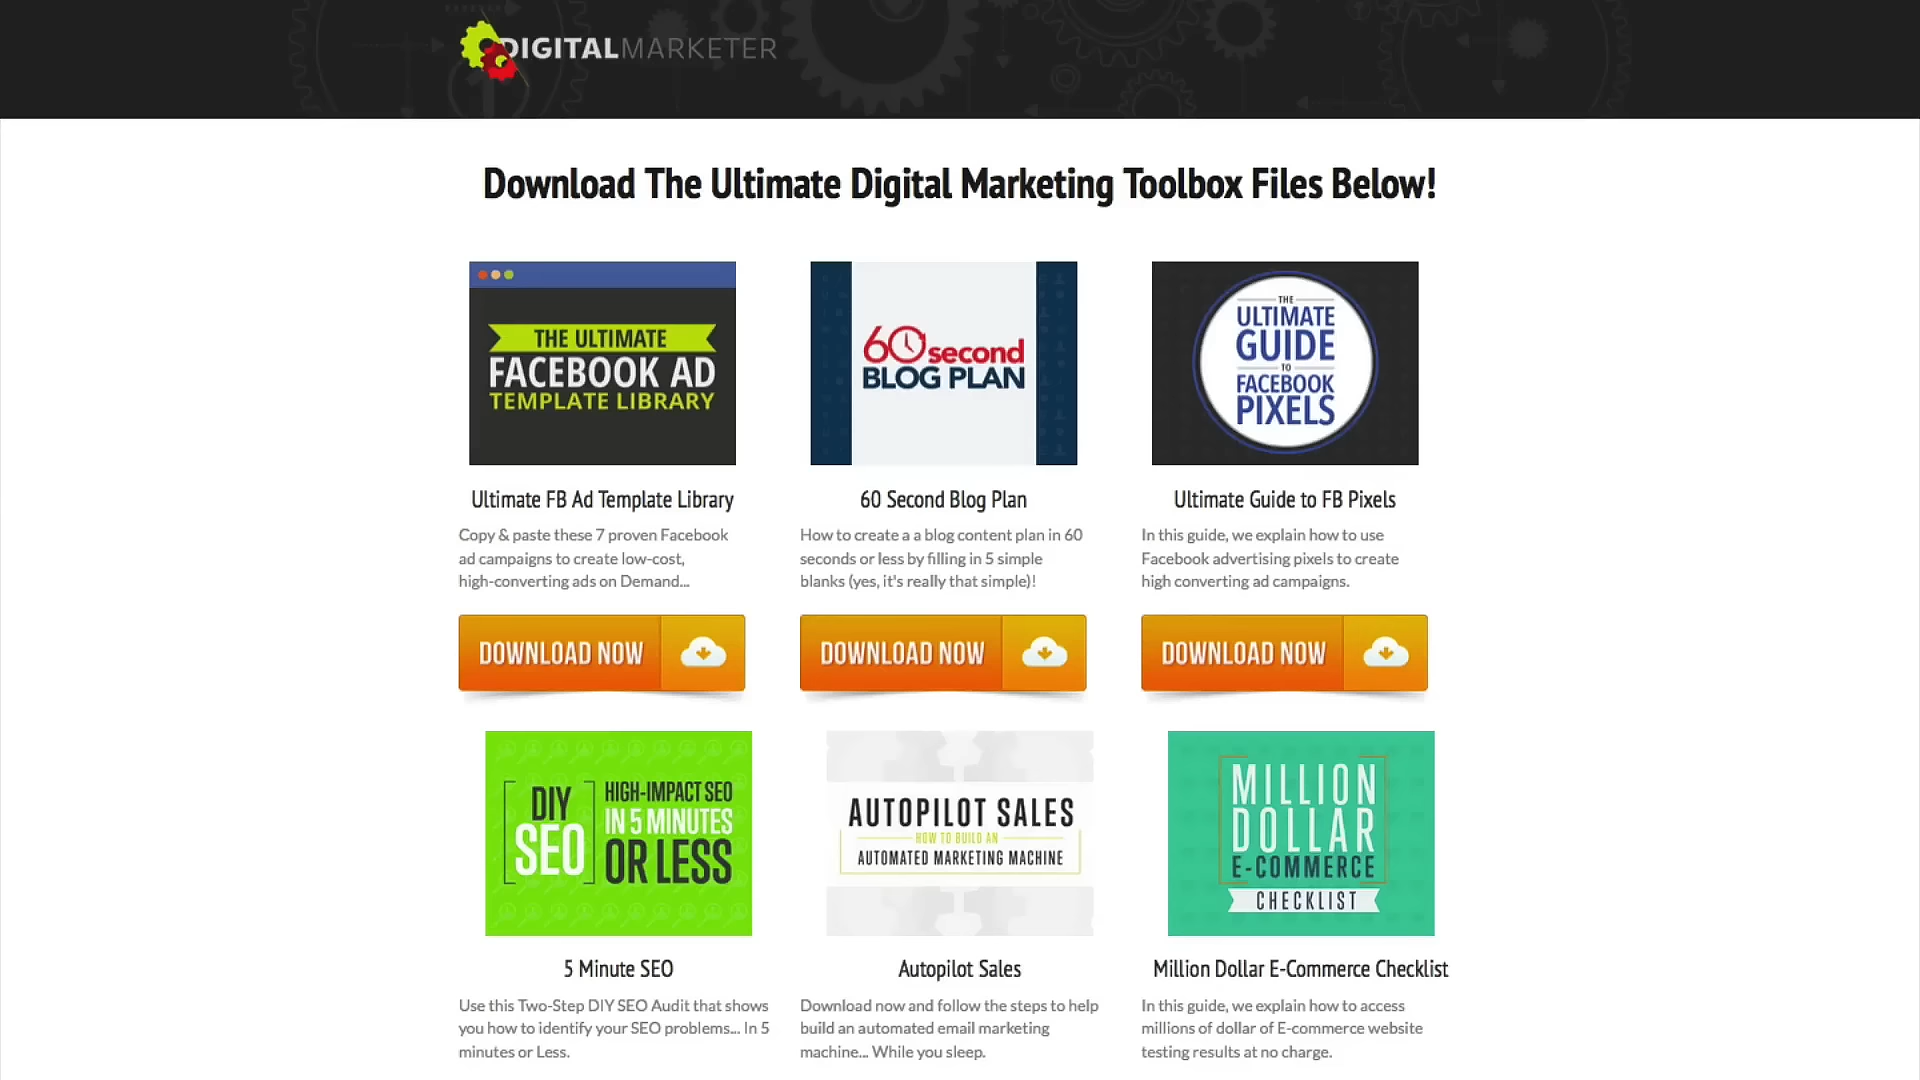 DIGITALMARKETER
Download The Ultimate Digital Marketing Toolbox Files Below!
THE ULTIMATE
FACEBOOK AD
TEMPLATE LIBRARY
60 second
BLOG PLAN
THE
ULTIMATE
GUIDE
TO
FACEBOOK
PIXELS
Ultimate FB Ad Template Library
Copy & paste these 7 proven Facebook
ad campaigns to create low-cost,
high-converting ads on Demand...
60 Second Blog Plan
How to create a a blog content plan in 60
seconds or less by filling in 5 simple
blanks (yes, it's really that simple)!
Ultimate Guide to FB Pixels
In this guide, we explain how to use
Facebook advertising pixels to create
high converting ad campaigns.
DOWNLOAD NOW
DOWNLOAD NOW
DOWNLOAD NOW
DIY
SEO
HIGH-IMPACT SEO
IN 5 MINUTES
OR LESS
AUTOPILOT SALES
HOW TO BUILD AN
AUTOMATED MARKETING MACHINE
MILLION
DOLLAR
E-COMMERCE
CHECKLIST
5 Minute SEO
Use this Two-Step DIY SEO Audit that shows
you how to identify your SEO problems... In 5
minutes or Less.
Autopilot Sales
Download now and follow the steps to help
build an automated email marketing
machine... While you sleep.
Million Dollar E-Commerce Checklist
In this guide, we explain how to access
millions of dollar of E-commerce website
testing results at no charge.